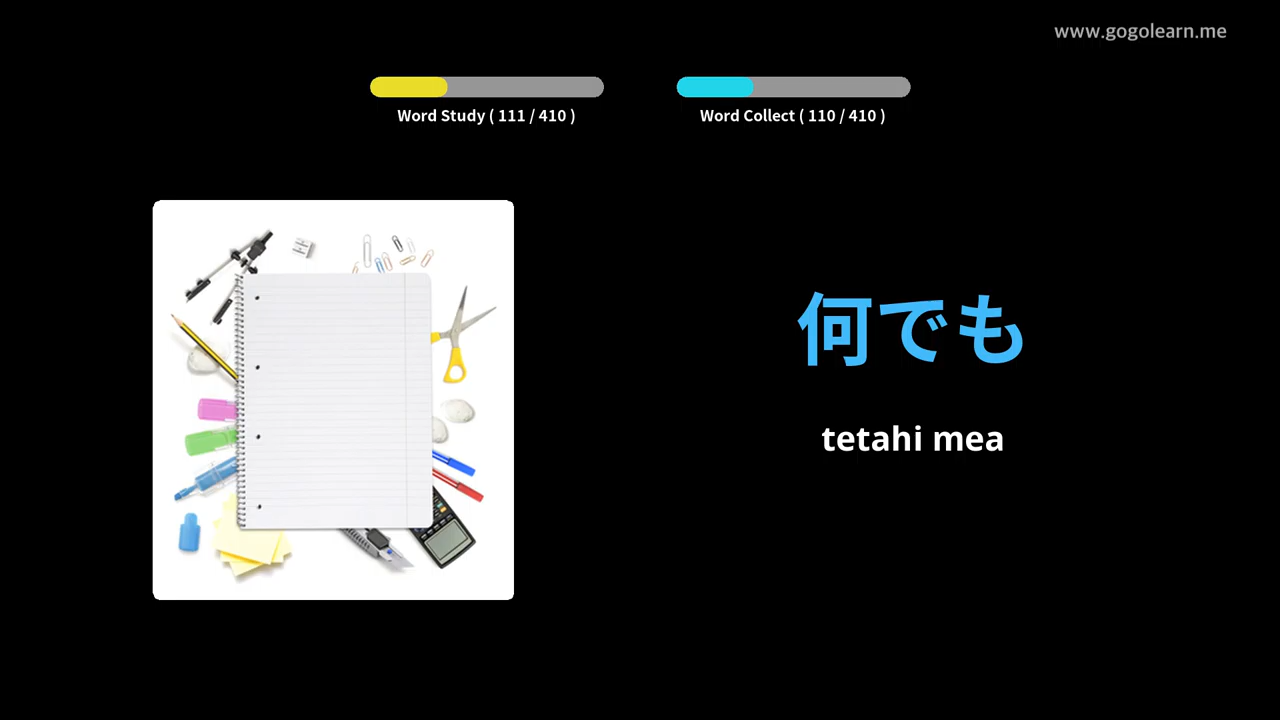 www.gogolearn.me
Word Study ( 111 / 410 )
Word Collect ( 110 / 410 )
何でも
tetahi mea